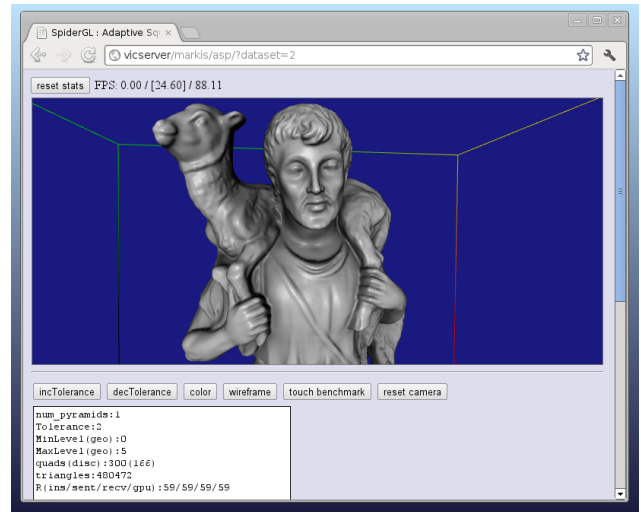 SpiderGL : Adaptive Sq
vicserver/markis/asp/?dataset=2
reset stats FPS: 0.00 / [24.60] / 88.11
incTolerance decTolerance color wireframe touch benchmark reset camera
num_pyramids:1
Tolerance:2
MinLevel(geo):0
MaxLevel(geo):5
quads(disc):300(166)
triangles:480472
R(ins/sent/recv/gpu):59/59/59/59